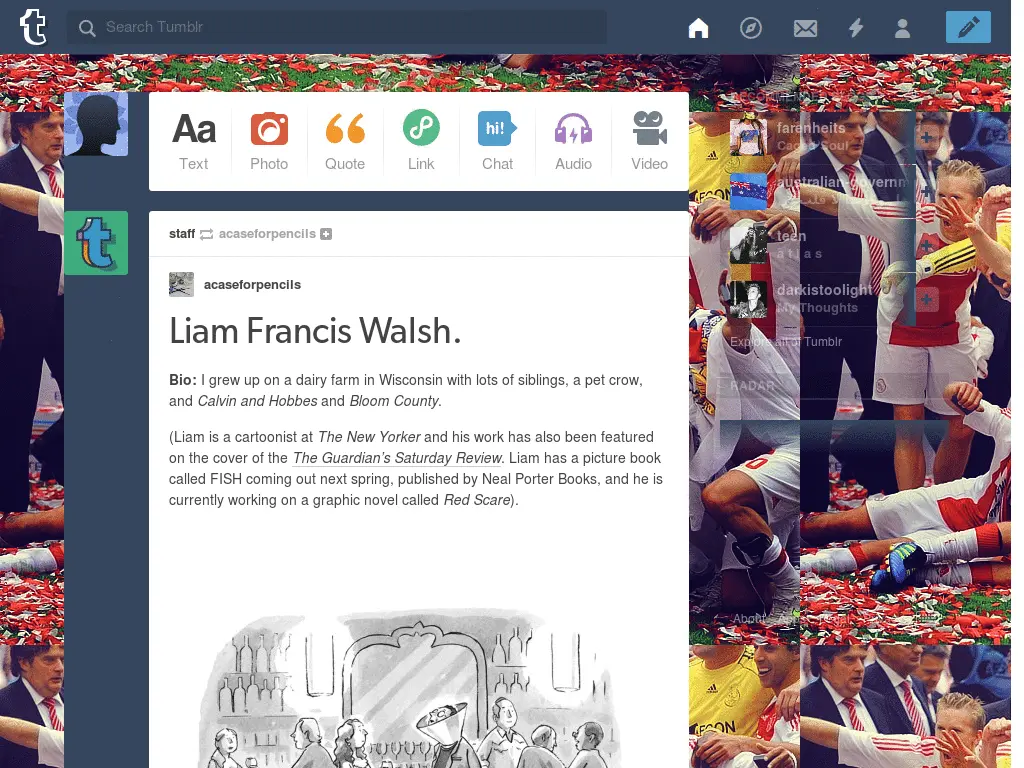 Search Tumblr
Aa
hi!
Text
Photo
Quote
Link
Chat
Audio
Video
staff acaseforpencils
acaseforpencils
Liam Francis Walsh.
Bio: I grew up on a dairy farm in Wisconsin with lots of siblings, a pet crow,
and Calvin and Hobbes and Bloom County.
(Liam is a cartoonist at The New Yorker and his work has also been featured
on the cover of the The Guardian’s Saturday Review. Liam has a picture book
called FISH coming out next spring, published by Neal Porter Books, and he is
currently working on a graphic novel called Red Scare).
farenheits
Soul
australian-governm
teen
a t l a s
darkistoolight
My Thoughts
Explore all of Tumblr
RADAR
About